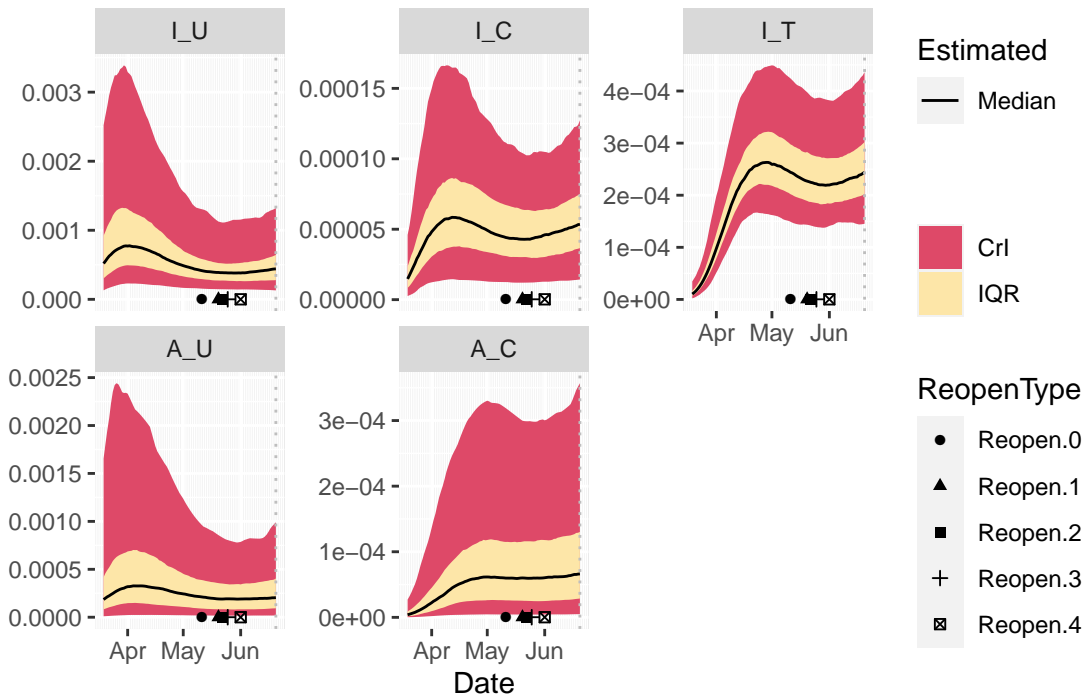 I_U
I_C
I_T
0.003
0.002
0.001
0.000
0.00015
0.00010
0.00005
0.00000
4e−04
3e−04
2e−04
1e−04
0e+00
Apr May Jun
A_U
A_C
0.0025
0.0020
0.0015
0.0010
0.0005
0.0000
3e−04
2e−04
1e−04
0e+00
Apr May Jun
Apr May Jun
Date
Estimated
Median
CrI
IQR
ReopenType
Reopen.0
Reopen.1
Reopen.2
Reopen.3
Reopen.4